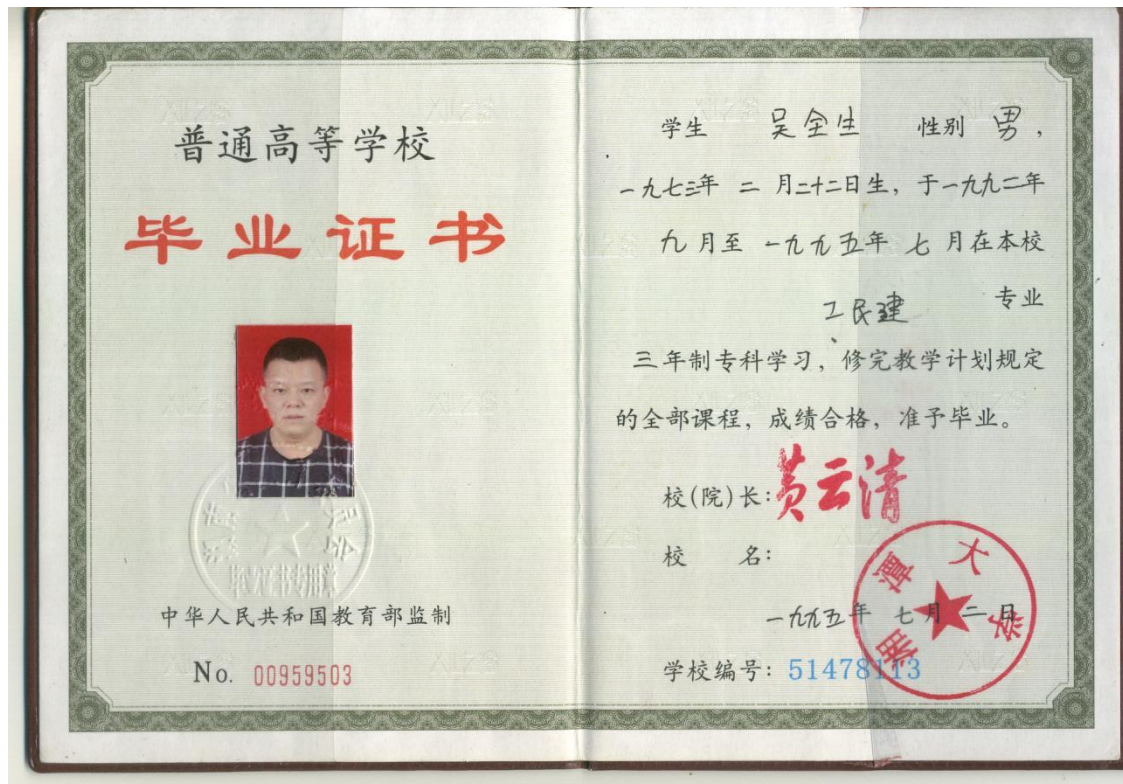 普通高等学校
毕业证书
中华人民共和国教育部监制
No. 00959503
学生 吴全生 性别 男，
一九七三年 二 月二十二日生，于一九九二年
九 月至 一九九五年 七 月在本校
工民建 专业
三年制专科学习，修完教学计划规定
的全部课程，成绩合格，准予毕业。
校(院)长：黄云清
校 名：
湘潭大学
一九九五年 七月 二 日
学校编号：51478113